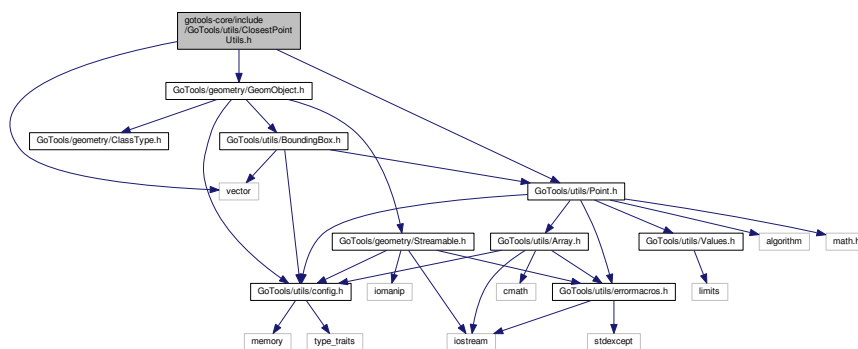 gotools-core/include
/GoTools/utils/ClosestPoint
Utils.h
GoTools/geometry/GeomObject.h
GoTools/geometry/ClassType.h
GoTools/utils/BoundingBox.h
vector
GoTools/utils/Point.h
GoTools/geometry/Streamable.h
GoTools/utils/Array.h
GoTools/utils/Values.h
algorithm
math.h
GoTools/utils/config.h
iomanip
cmath
GoTools/utils/errormacros.h
limits
memory
type_traits
iostream
stdexcept